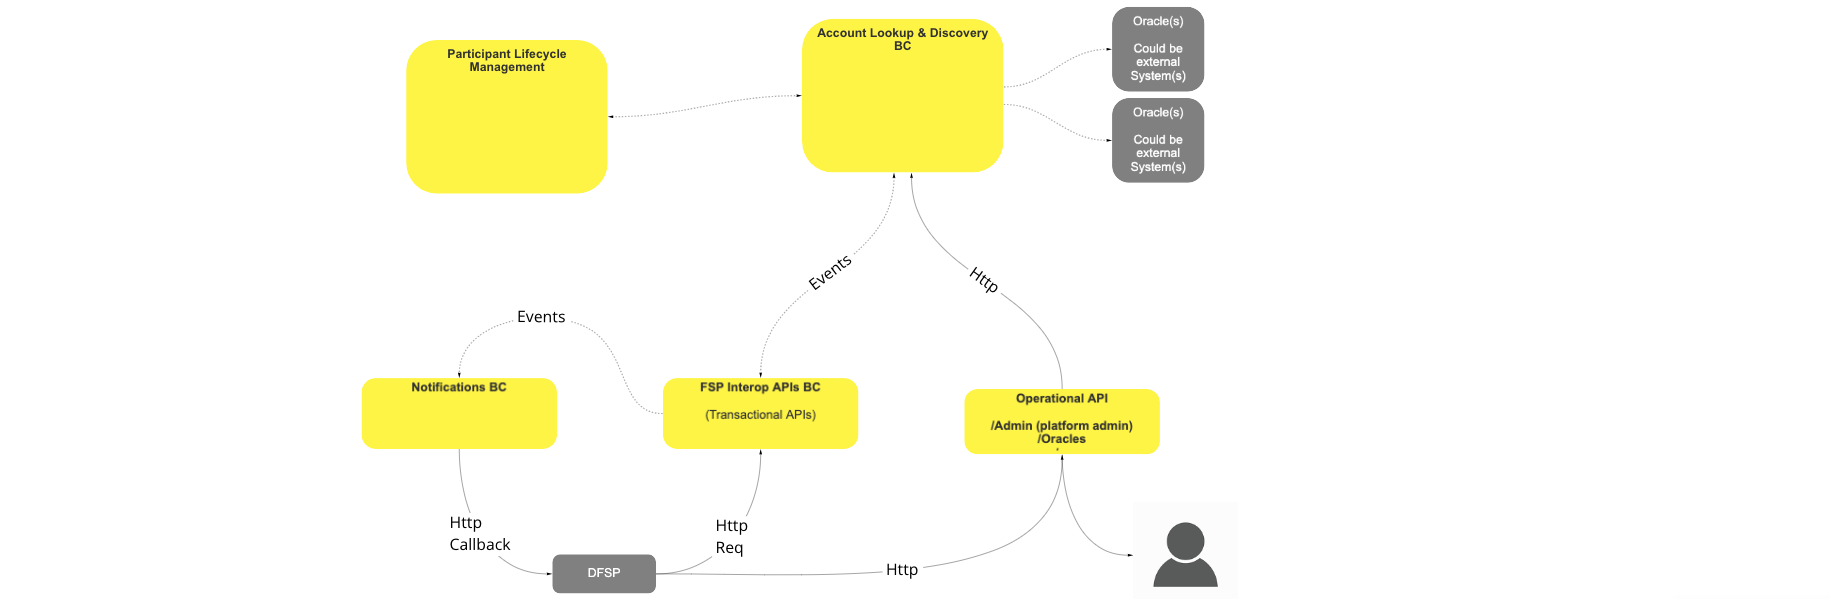 Participant Lifecycle
Management
Account Lookup & Discovery
BC
Oracle(s)
Could be
external
System(s)
Oracle(s)
Could be
external
System(s)
Events
Http
Events
Notifications BC
FSP Interop APIs BC
(Transactional APIs)
Operational API
/Admin (platform admin)
/Oracles
*
Http
Callback
Http
Req
DFSP
Http